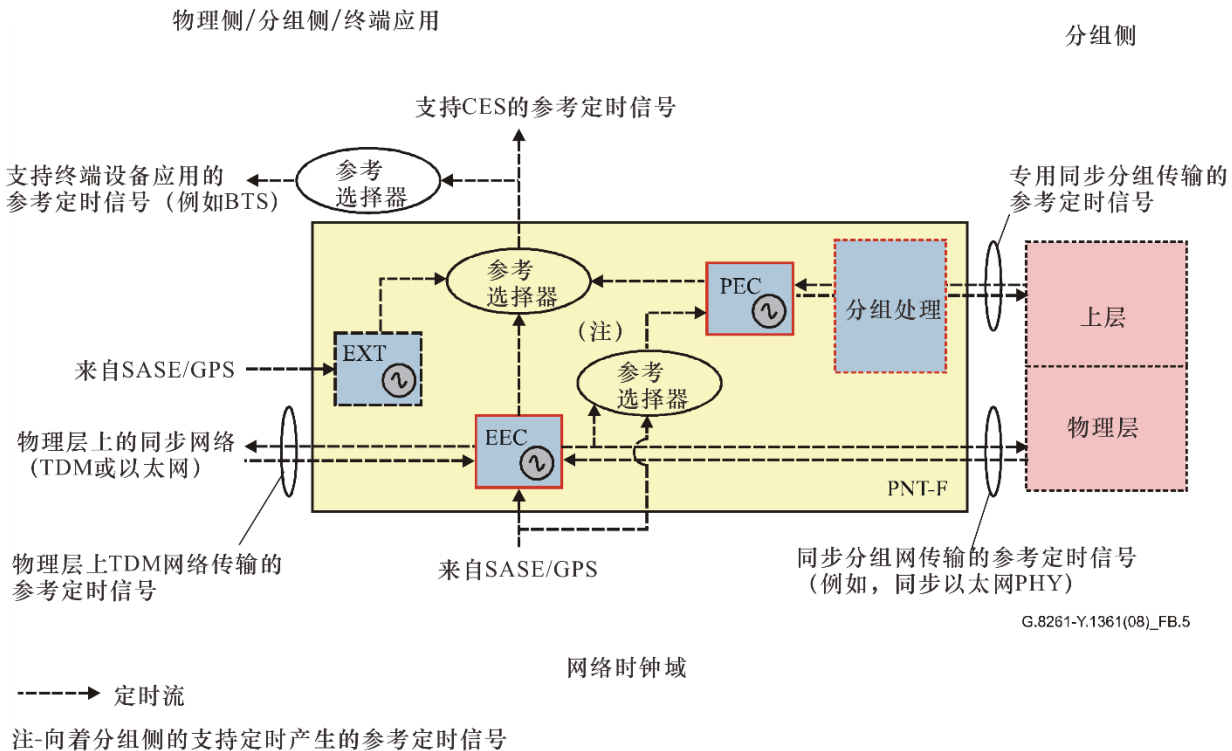 物理侧/分组侧/终端应用
分组侧
支持CES的参考定时信号
支持终端设备应用的
参考定时信号（例如BTS）
参考
选择器
专用同步分组传输的
参考定时信号
参考
选择器
PEC
分组处理
上层
（注）
EXT
来自SASE/GPS
参考
选择器
物理层上的同步网络
（TDM或以太网）
EEC
物理层
PNT-F
物理层上TDM网络传输的
参考定时信号
来自SASE/GPS
同步分组网传输的参考定时信号
（例如，同步以太网PHY）
G.8261-Y.1361(08)_FB.5
网络时钟域
定时流
注-向着分组侧的支持定时产生的参考定时信号